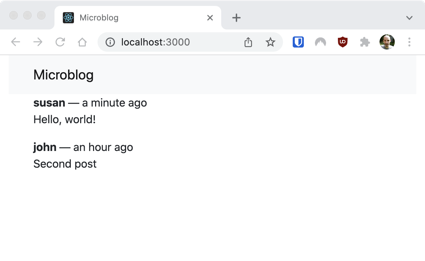 Microblog
localhost:3000
Microblog
susan — a minute ago
Hello, world!
john — an hour ago
Second post